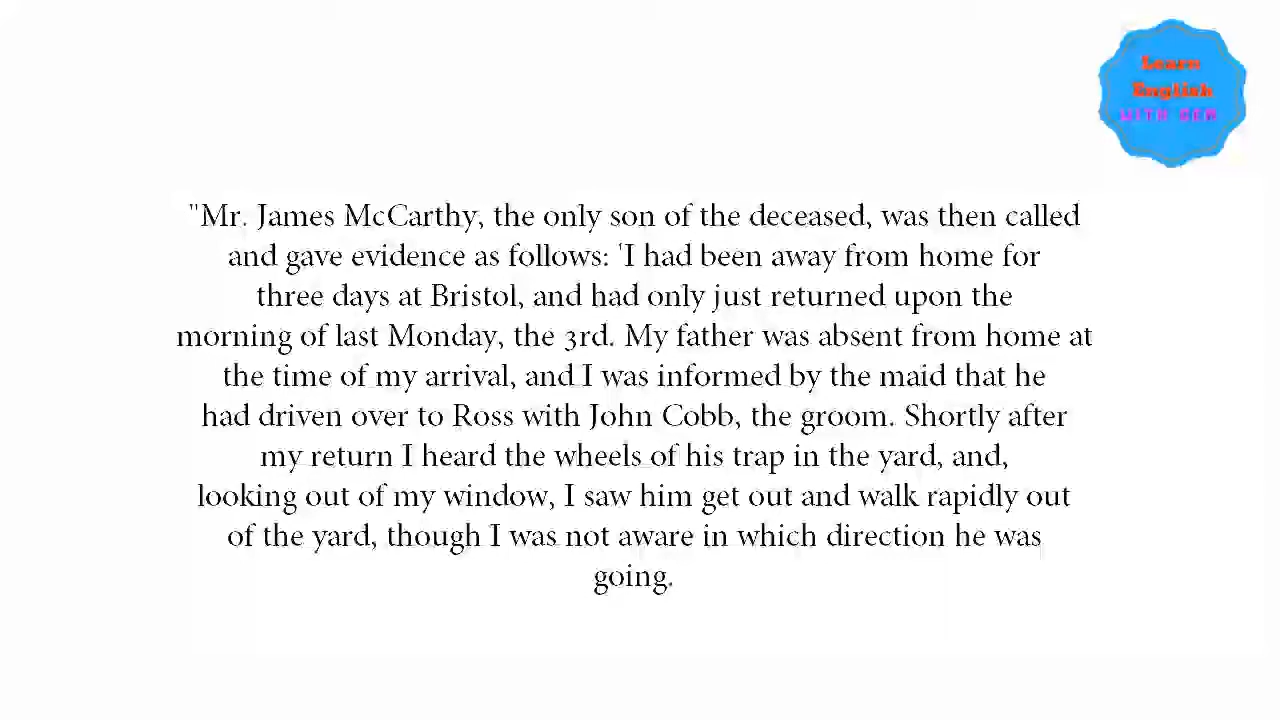 Learn
English
WITH GEM
"Mr. James McCarthy, the only son of the deceased, was then called
and gave evidence as follows: 'I had been away from home for
three days at Bristol, and had only just returned upon the
morning of last Monday, the 3rd. My father was absent from home at
the time of my arrival, and I was informed by the maid that he
had driven over to Ross with John Cobb, the groom. Shortly after
my return I heard the wheels of his trap in the yard, and,
looking out of my window, I saw him get out and walk rapidly out
of the yard, though I was not aware in which direction he was
going.